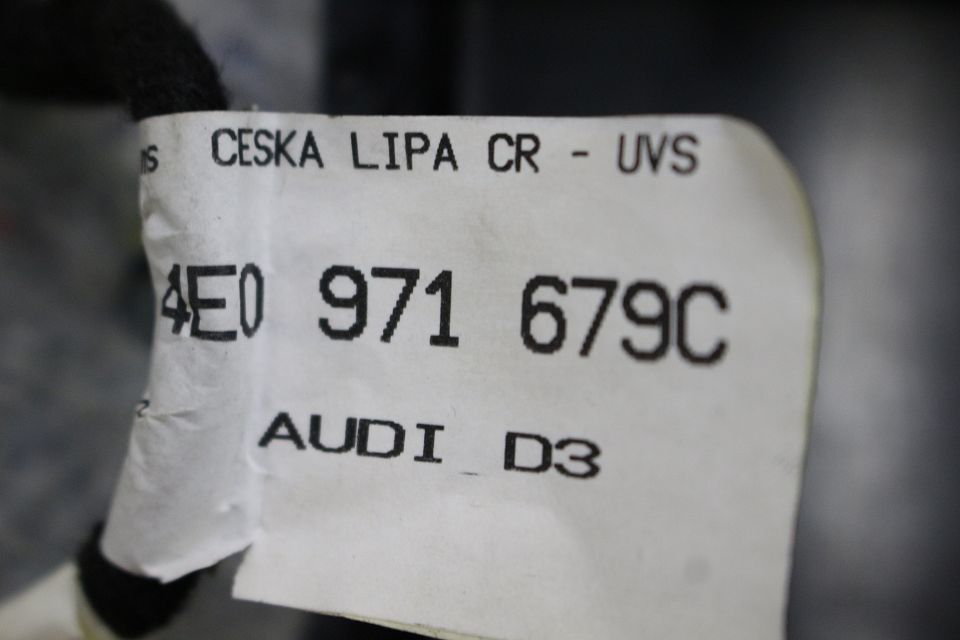 CESKA LIPA CR - UVS
4E0 971 679C
AUDI D3